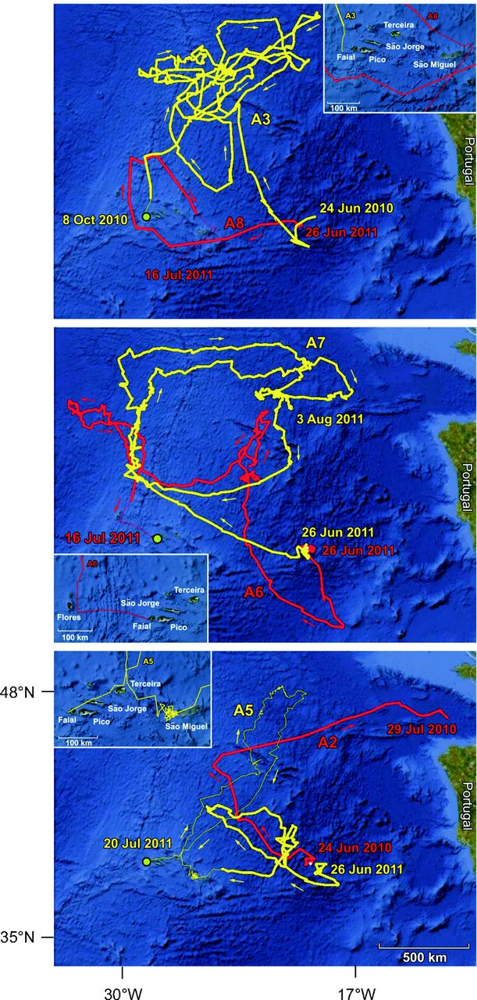 A3
A8
Terceira
São Jorge
Faial
Pico
São Miguel
100 km
A3
Portugal
24 Jun 2010
8 Oct 2010
A8
26 Jun 2011
16 Jul 2011
A7
3 Aug 2011
Portugal
26 Jun 2011
16 Jul 2011
26 Jun 2011
A6
A6
Terceira
São Jorge
Flores
Faial
Pico
100 km
48°N
A5
Terceira
São Jorge
Faial
Pico
São Miguel
100 km
A5
29 Jul 2010
A2
Portugal
20 Jul 2011
24 Jun 2010
26 Jun 2011
35°N
500 km
30°W
17°W